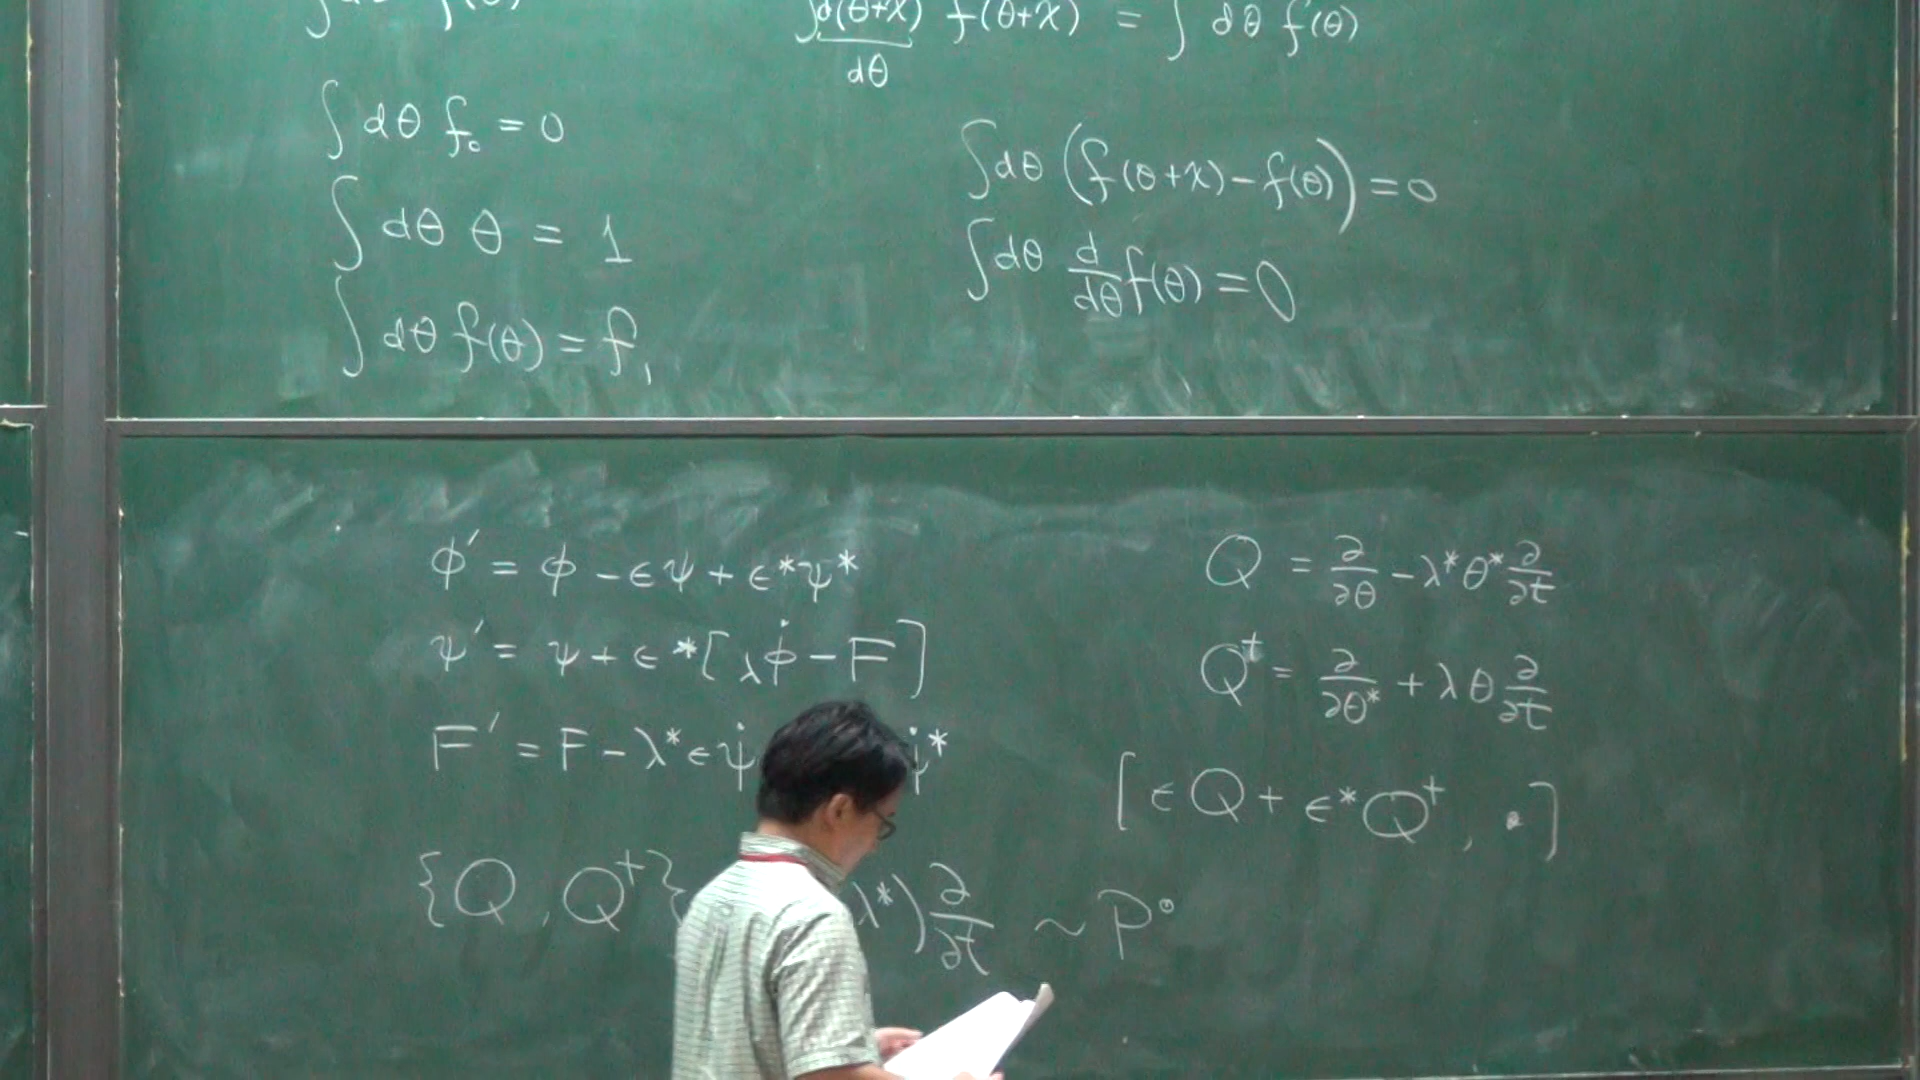 ∫d(θ+χ) f(θ+χ) = ∫ dθ f(θ)
dθ
∫ dθ f₀ = 0
∫ dθ θ = 1
∫ dθ f(θ) = f₁
∫dθ (f(θ+χ)-f(θ)) = 0
∫dθ d/dθ f(θ) = 0
φ′ = φ - εψ + ε*ψ*
ψ′ = ψ + ε*[λφ̇ - F]
F′ = F - λ*εψ̇ ψ̇*
{Q, Q†} λ*) ∂/∂t ~ P⁰
Q = ∂/∂θ - λ*θ* ∂/∂t
Q† = ∂/∂θ* + λθ ∂/∂t
[εQ + ε*Q†, •]